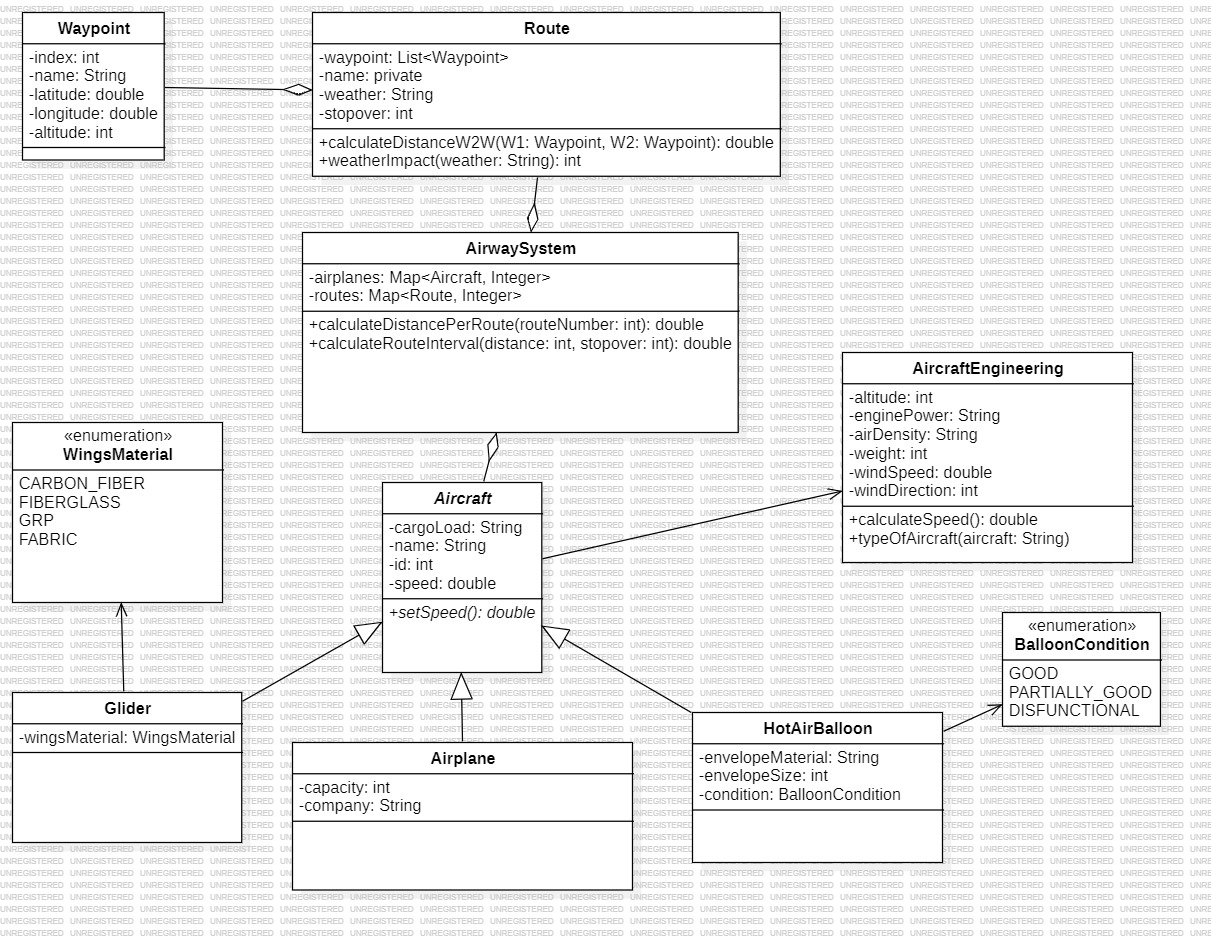 Waypoint
-index: int
-name: String
-latitude: double
-longitude: double
-altitude: int
Route
-waypoint: List<Waypoint>
-name: private
-weather: String
-stopover: int
+calculateDistanceW2W(W1: Waypoint, W2: Waypoint): double
+weatherImpact(weather: String): int
AirwaySystem
-airplanes: Map<Aircraft, Integer>
-routes: Map<Route, Integer>
+calculateDistancePerRoute(routeNumber: int): double
+calculateRouteInterval(distance: int, stopover: int): double
AircraftEngineering
-altitude: int
-enginePower: String
-airDensity: String
-weight: int
-windSpeed: double
-windDirection: int
+calculateSpeed(): double
+typeOfAircraft(aircraft: String)
«enumeration»
WingsMaterial
CARBON_FIBER
FIBERGLASS
GRP
FABRIC
Aircraft
-cargoLoad: String
-name: String
-id: int
-speed: double
+setSpeed(): double
«enumeration»
BalloonCondition
GOOD
PARTIALLY_GOOD
DISFUNCTIONAL
Glider
-wingsMaterial: WingsMaterial
Airplane
-capacity: int
-company: String
HotAirBalloon
-envelopeMaterial: String
-envelopeSize: int
-condition: BalloonCondition
UNREGISTERED